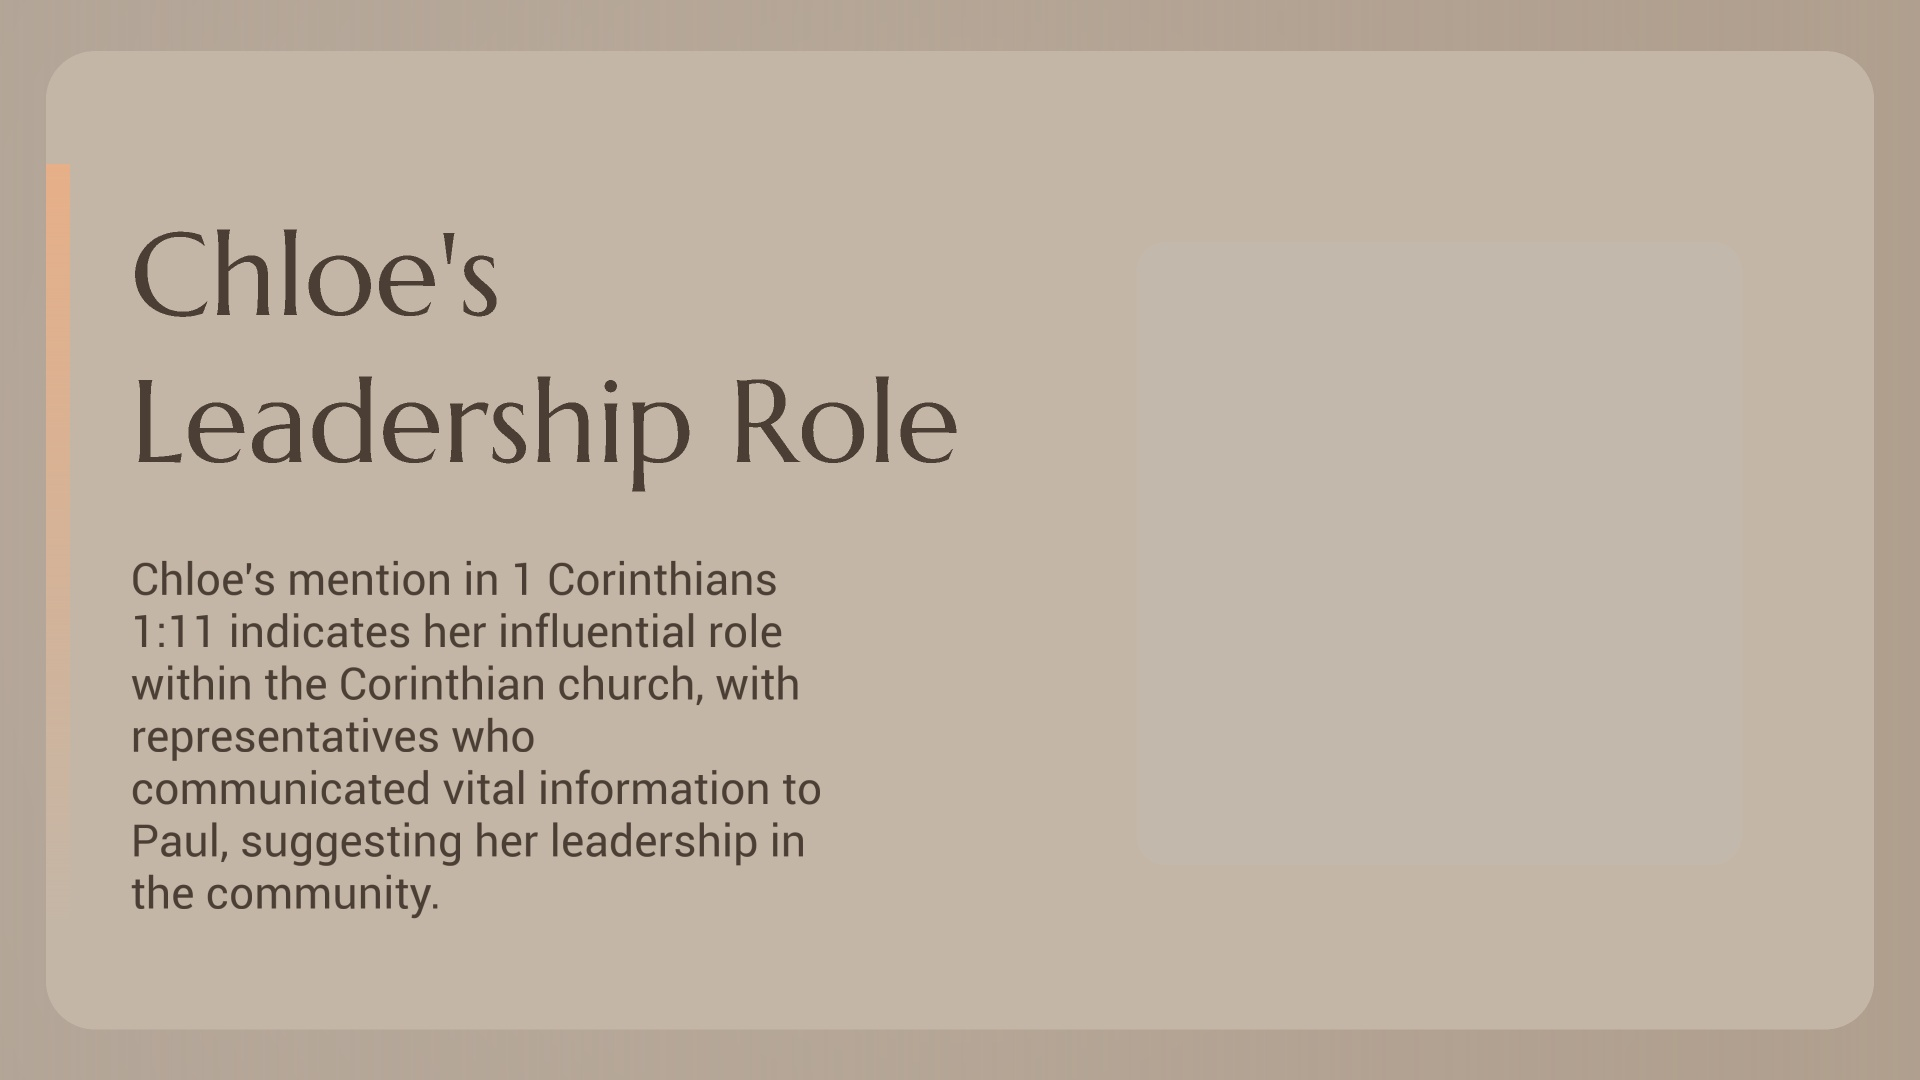 Chloe's
Leadership Role
Chloe's mention in 1 Corinthians
1:11 indicates her influential role
within the Corinthian church, with
representatives who
communicated vital information to
Paul, suggesting her leadership in
the community.